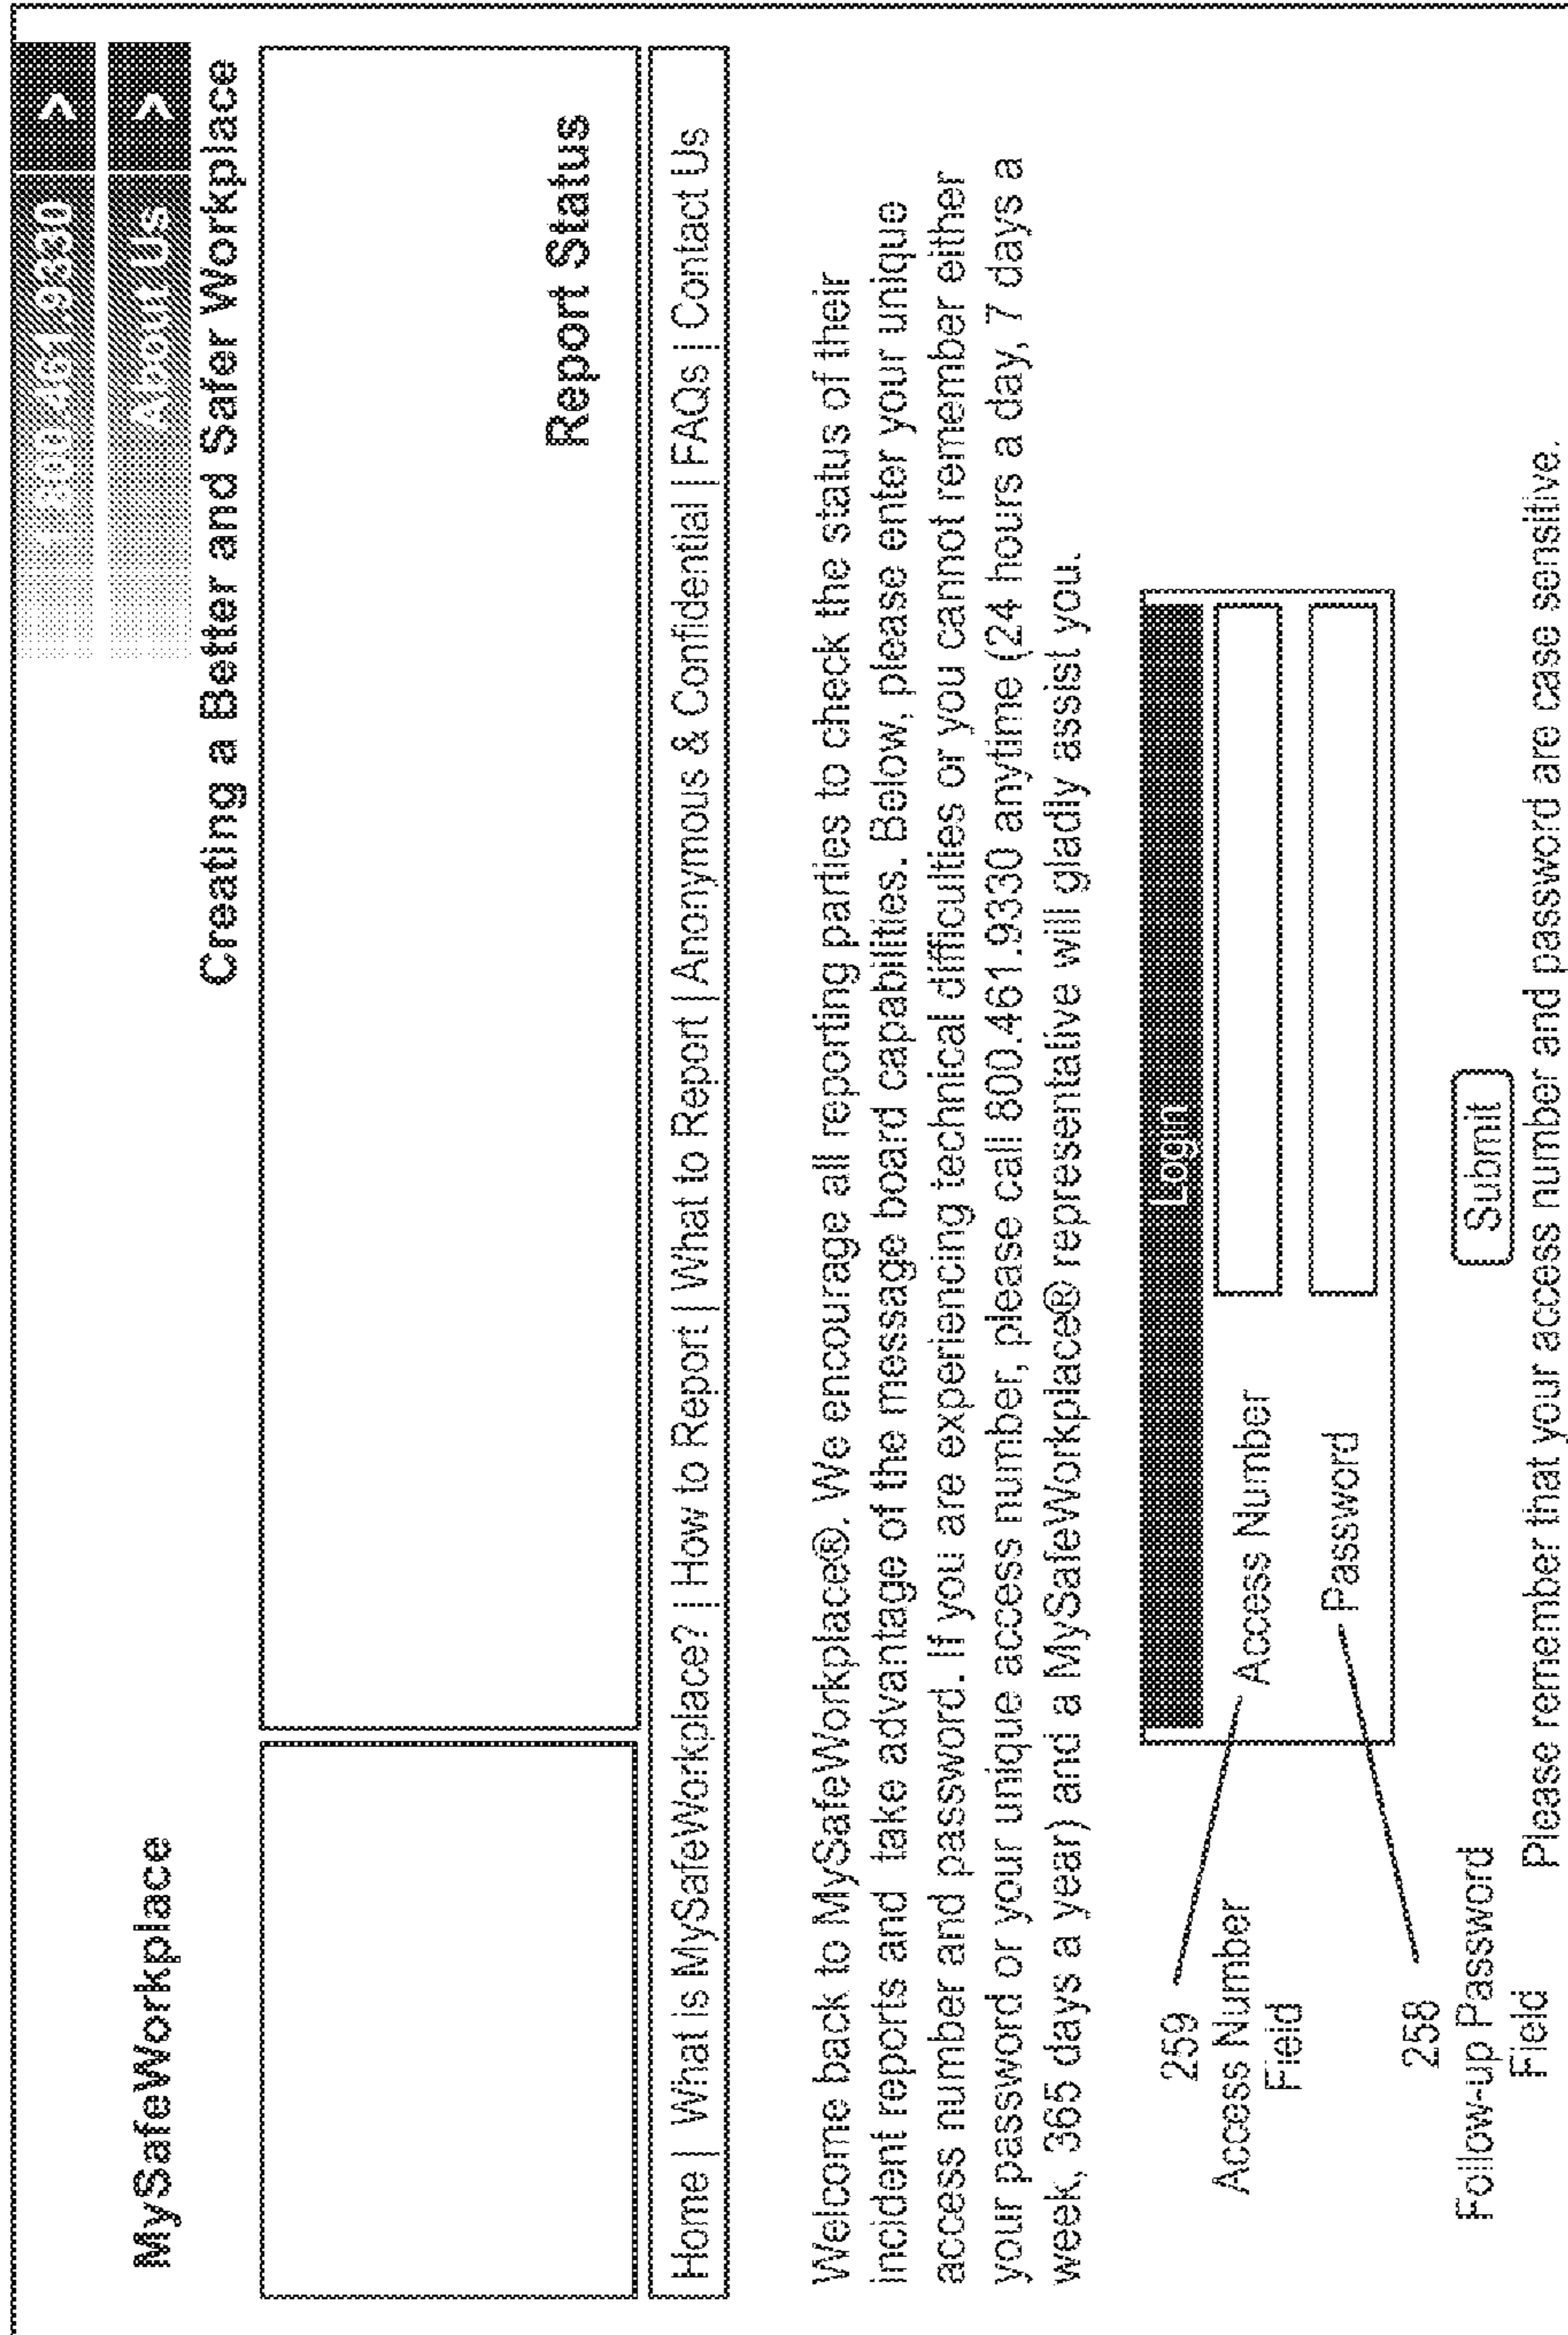 1 800.461.9330 >
About Us >
MySafeWorkplace
Creating a Better and Safer Workplace
Report Status
Home | What is MySafeWorkplace? | How to Report | What to Report | Anonymous & Confidential | FAQs | Contact Us
Welcome back to MySafeWorkplace®. We encourage all reporting parties to check the status of their
incident reports and take advantage of the message board capabilities. Below, please enter your unique
access number and password. If you are experiencing technical difficulties or you cannot remember either
your password or your unique access number, please call 800.461.9330 anytime (24 hours a day, 7 days a
week, 365 days a year) and a MySafeWorkplace® representative will gladly assist you.
Login
259
Access Number
Field
Access Number
Password
258
Follow-up Password
Field
Submit
Please remember that your access number and password are case sensitive.